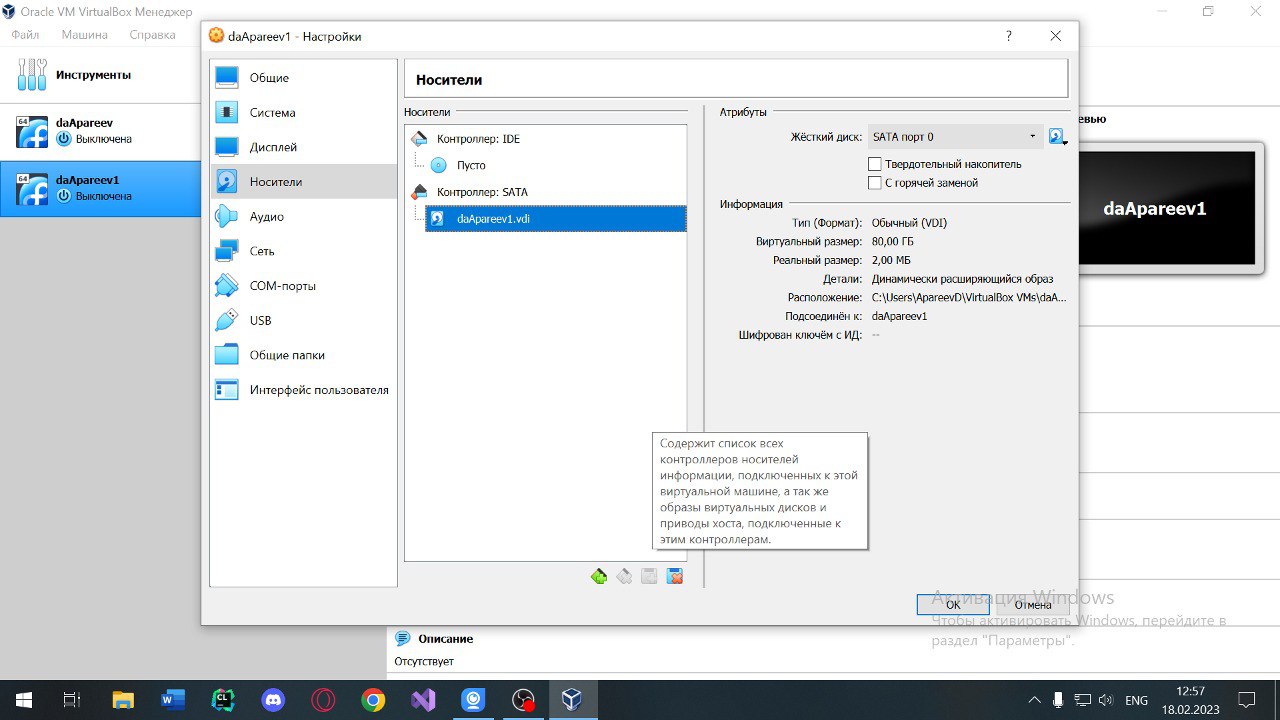 Oracle VM VirtualBox Менеджер
Файл Машина Справка
Инструменты
64
daApareev
Выключена
64
daApareev1
Выключена
daApareev1 - Настройки
?
Общие
Система
Дисплей
Носители
Аудио
Сеть
COM-порты
USB
Общие папки
Интерфейс пользователя
Носители
Носители
Контроллер: IDE
Пусто
Контроллер: SATA
daApareev1.vdi
Атрибуты
Жёсткий диск: SATA порт 0
Твердотельный накопитель
С горячей заменой
Информация
Тип (Формат): Обычный (VDI)
Виртуальный размер: 80,00 ГБ
Реальный размер: 2,00 МБ
Детали: Динамически расширяющийся образ
Расположение: C:\Users\ApareevD\VirtualBox VMs\daA...
Подсоединён к: daApareev1
Шифрован ключём с ИД: --
Содержит список всех
контроллеров носителей
информации, подключенных к этой
виртуальной машине, а так же
образы виртуальных дисков и
приводы хоста, подключенные к
этим контроллерам.
OK Отмена
евью
daApareev1
Активация Windows
Чтобы активировать Windows, перейдите в
раздел "Параметры".
Описание
Отсутствует
W
CL
ENG
12:57
18.02.2023